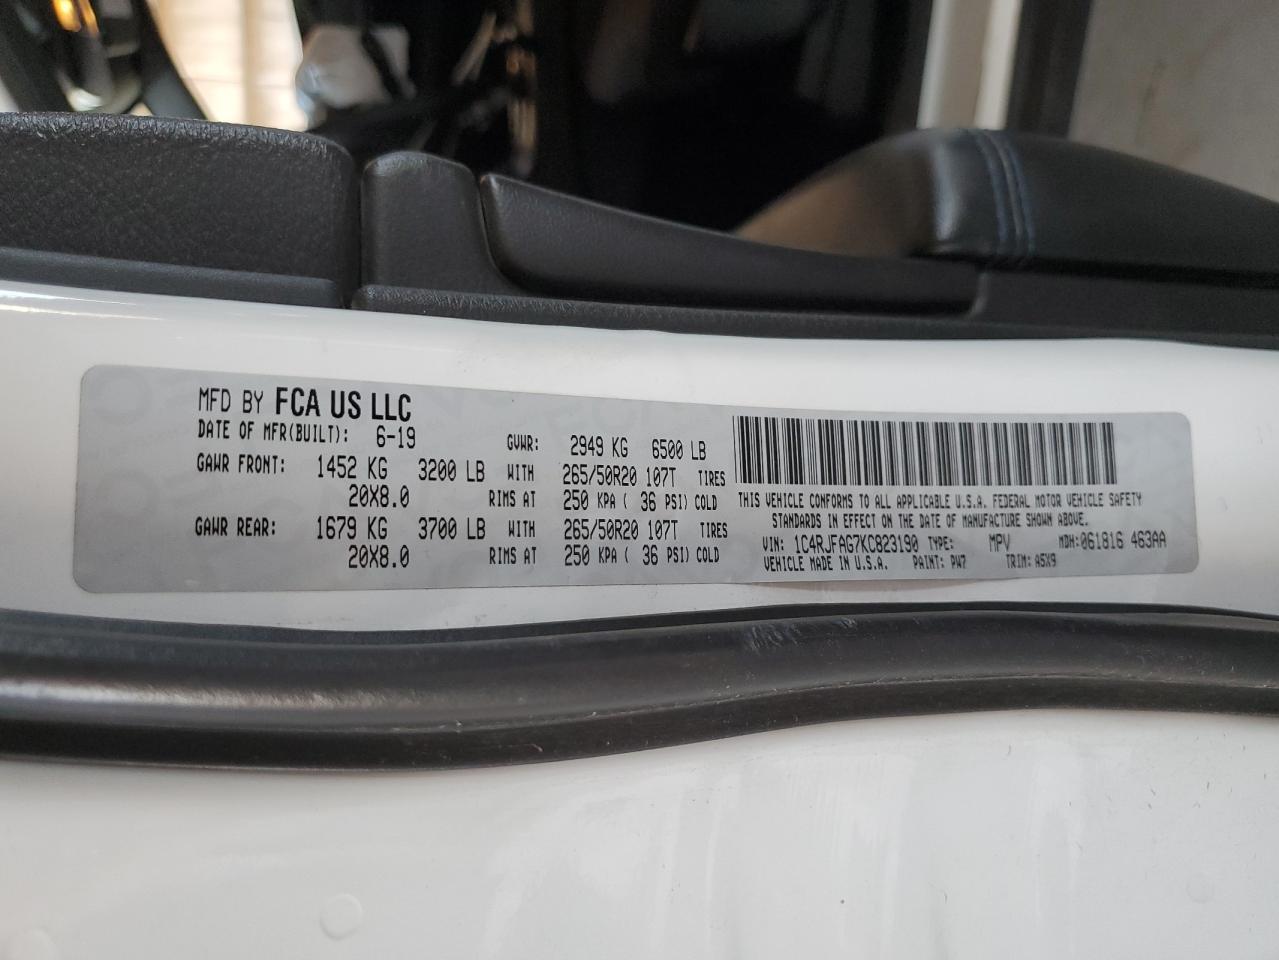 MFD BY FCA US LLC
DATE OF MFR(BUILT): 6-19 GVWR: 2949 KG 6500 LB
GAWR FRONT: 1452 KG 3200 LB WITH 265/50R20 107T TIRES
20X8.0 RIMS AT 250 KPA ( 36 PSI) COLD
GAWR REAR: 1679 KG 3700 LB WITH 265/50R20 107T TIRES
20X8.0 RIMS AT 250 KPA ( 36 PSI) COLD
THIS VEHICLE CONFORMS TO ALL APPLICABLE U.S.A. FEDERAL MOTOR VEHICLE SAFETY
STANDARDS IN EFFECT ON THE DATE OF MANUFACTURE SHOWN ABOVE.
VIN: 1C4RJFAG7KC823190 TYPE: MPV MDH: 061816 463AA
VEHICLE MADE IN U.S.A. PAINT: PW7 TRIM: A5X9